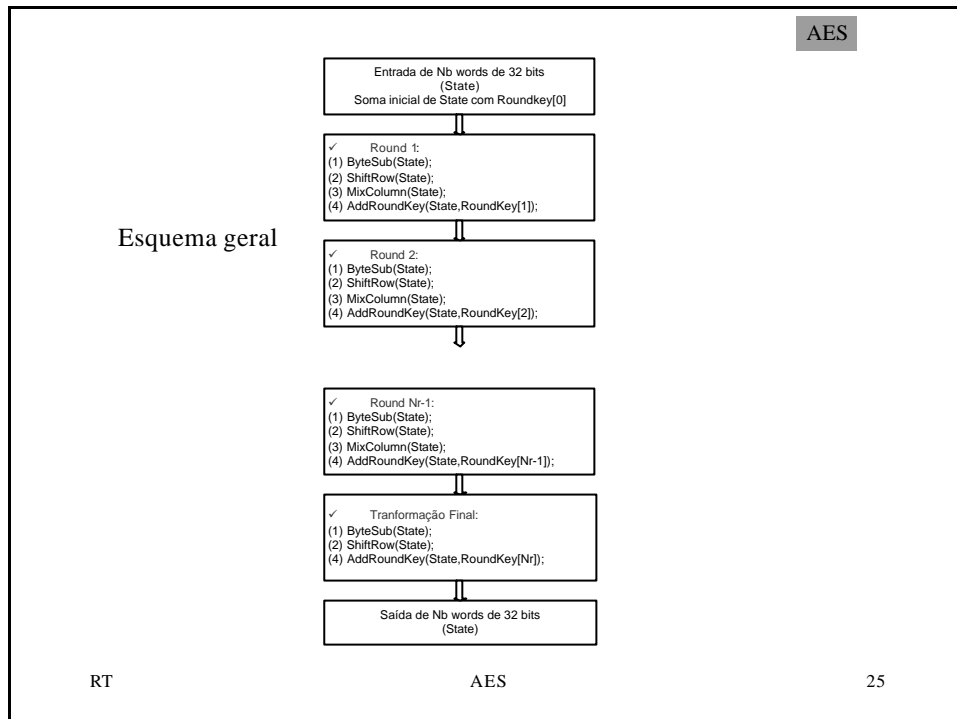 AES
Entrada de Nb words de 32 bits
(State)
Soma inicial de State com Roundkey[0]
✓ Round 1:
(1) ByteSub(State);
(2) ShiftRow(State);
(3) MixColumn(State);
(4) AddRoundKey(State,RoundKey[1]);
Esquema geral
✓ Round 2:
(1) ByteSub(State);
(2) ShiftRow(State);
(3) MixColumn(State);
(4) AddRoundKey(State,RoundKey[2]);
✓ Round Nr-1:
(1) ByteSub(State);
(2) ShiftRow(State);
(3) MixColumn(State);
(4) AddRoundKey(State,RoundKey[Nr-1]);
✓ Tranformação Final:
(1) ByteSub(State);
(2) ShiftRow(State);
(4) AddRoundKey(State,RoundKey[Nr]);
Saída de Nb words de 32 bits
(State)
RT AES 25